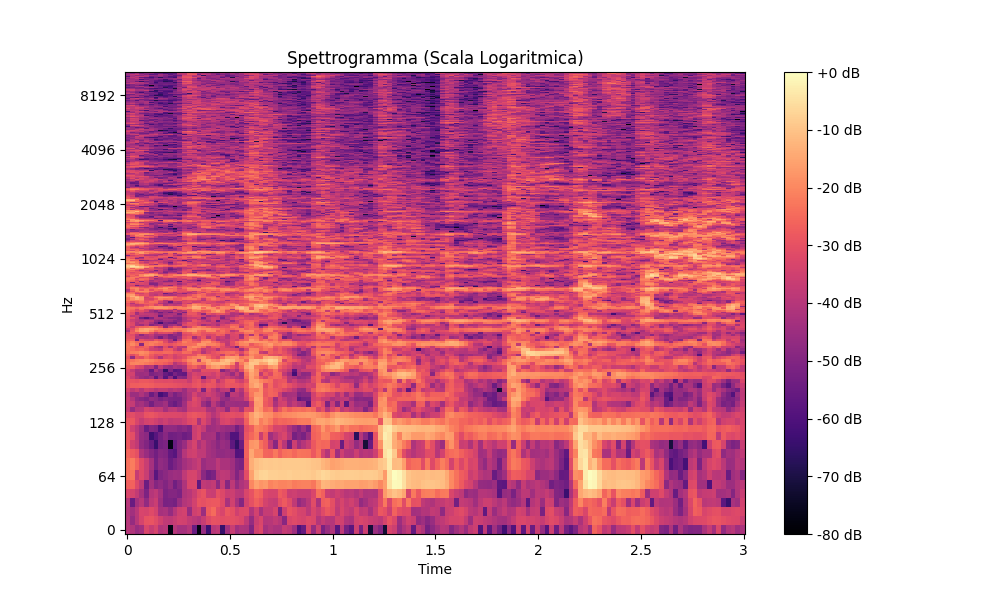 Spettrogramma (Scala Logaritmica)
8192
4096
2048
1024
512
256
128
64
0
Hz
0
0.5
1
1.5
2
2.5
3
Time
+0 dB
-10 dB
-20 dB
-30 dB
-40 dB
-50 dB
-60 dB
-70 dB
-80 dB